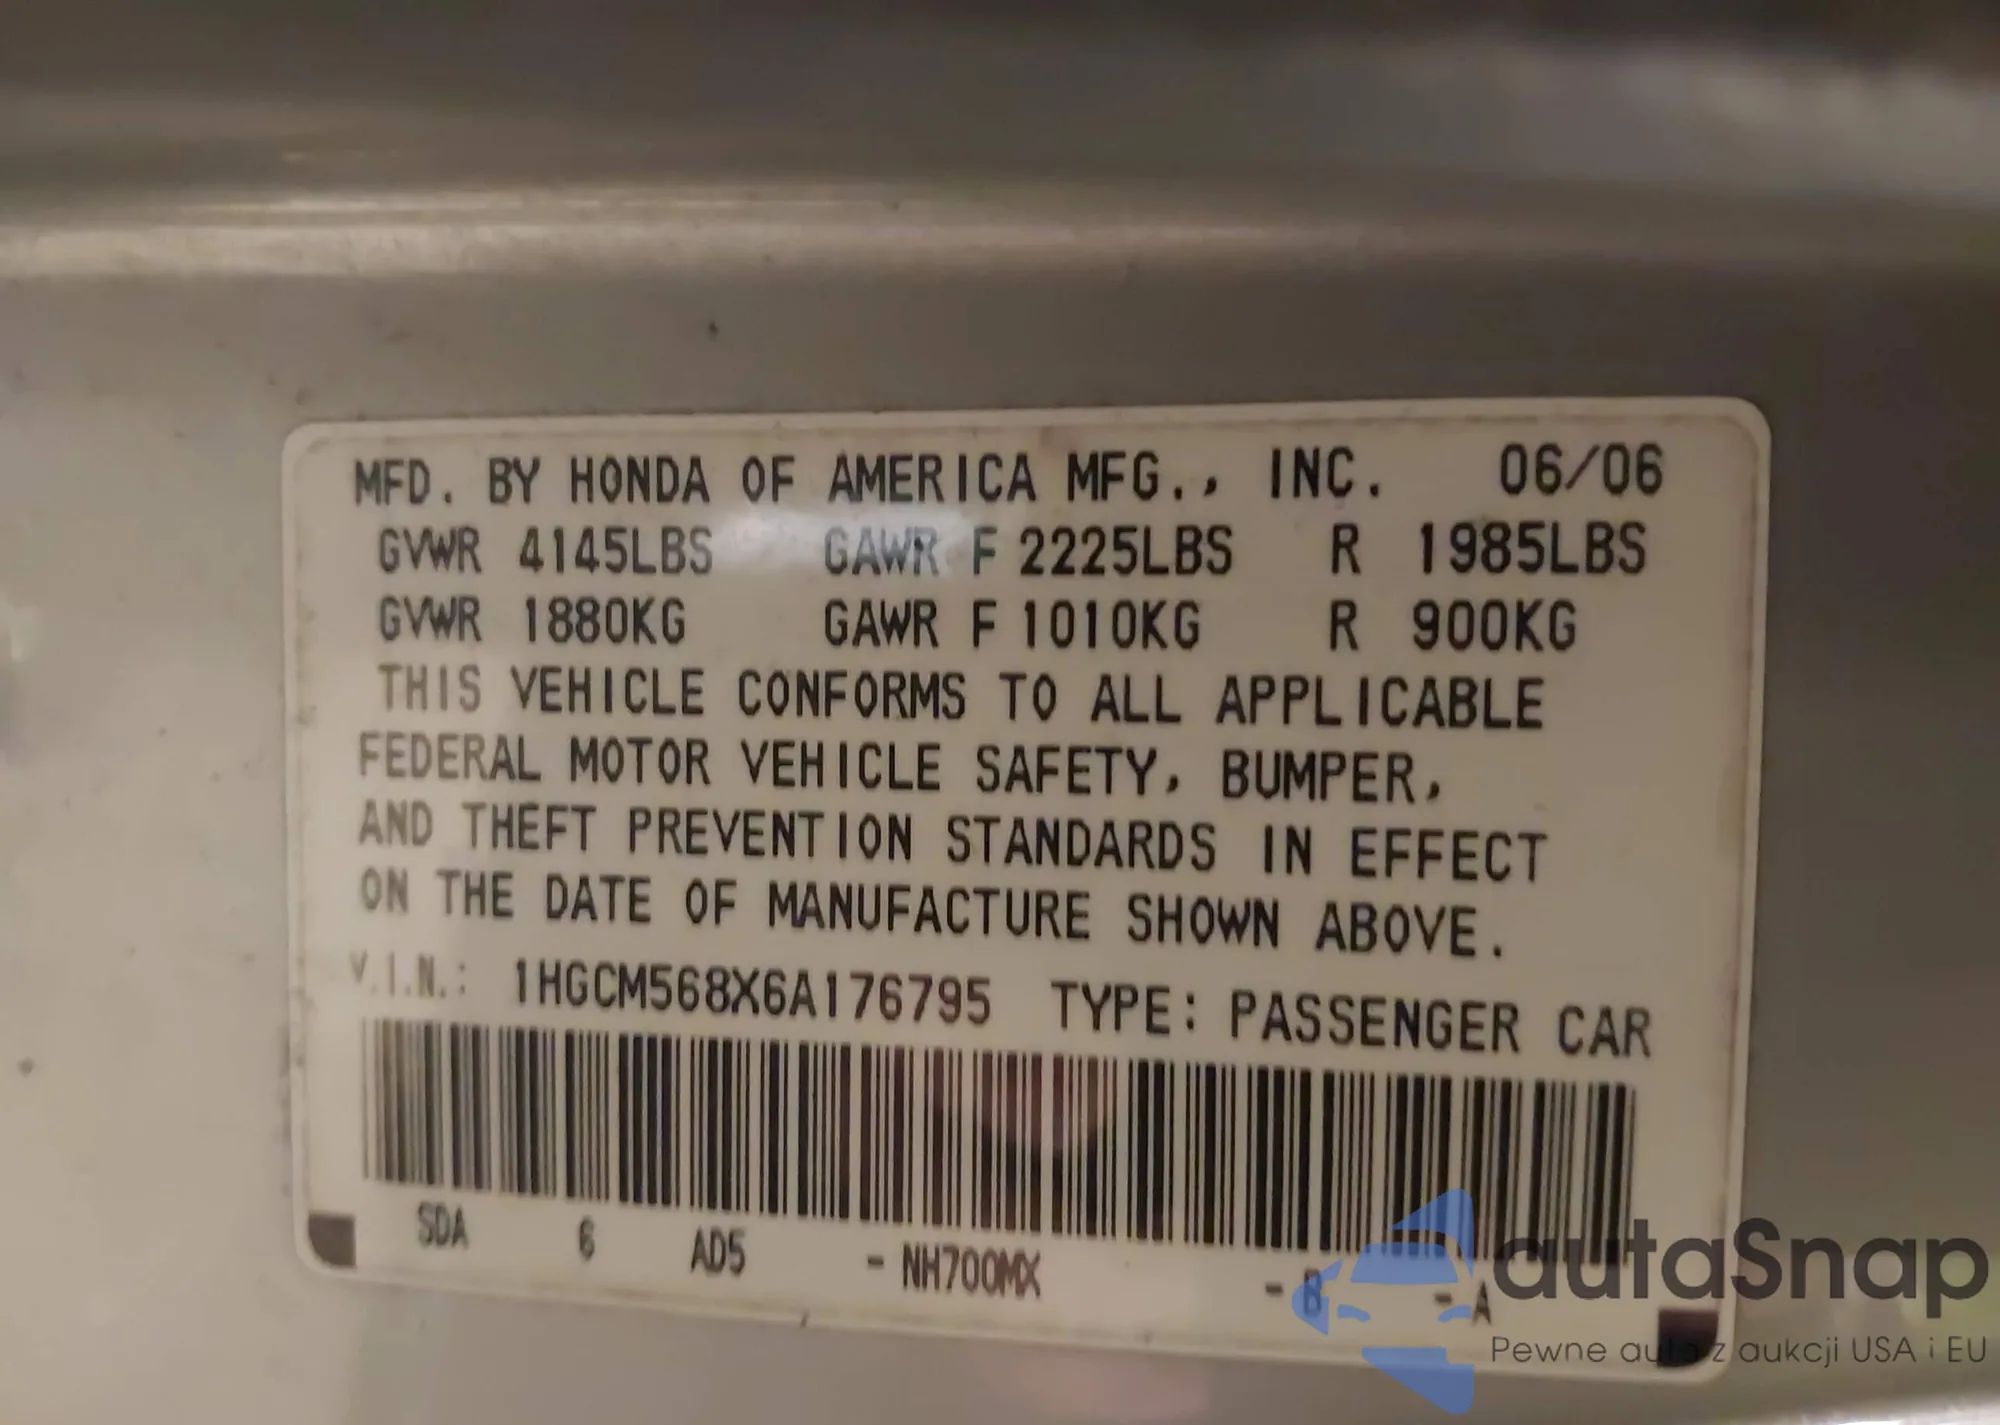 MFD. BY HONDA OF AMERICA MFG., INC. 06/06
GVWR 4145LBS GAWR F 2225LBS R 1985LBS
GVWR 1880KG GAWR F 1010KG R 900KG
THIS VEHICLE CONFORMS TO ALL APPLICABLE
FEDERAL MOTOR VEHICLE SAFETY, BUMPER,
AND THEFT PREVENTION STANDARDS IN EFFECT
ON THE DATE OF MANUFACTURE SHOWN ABOVE.
V.I.N.: 1HGCM568X6A176795 TYPE: PASSENGER CAR
SDA 6 AD5 - NH700MX - B - A
autaSnap
Pewne auta z aukcji USA i EU